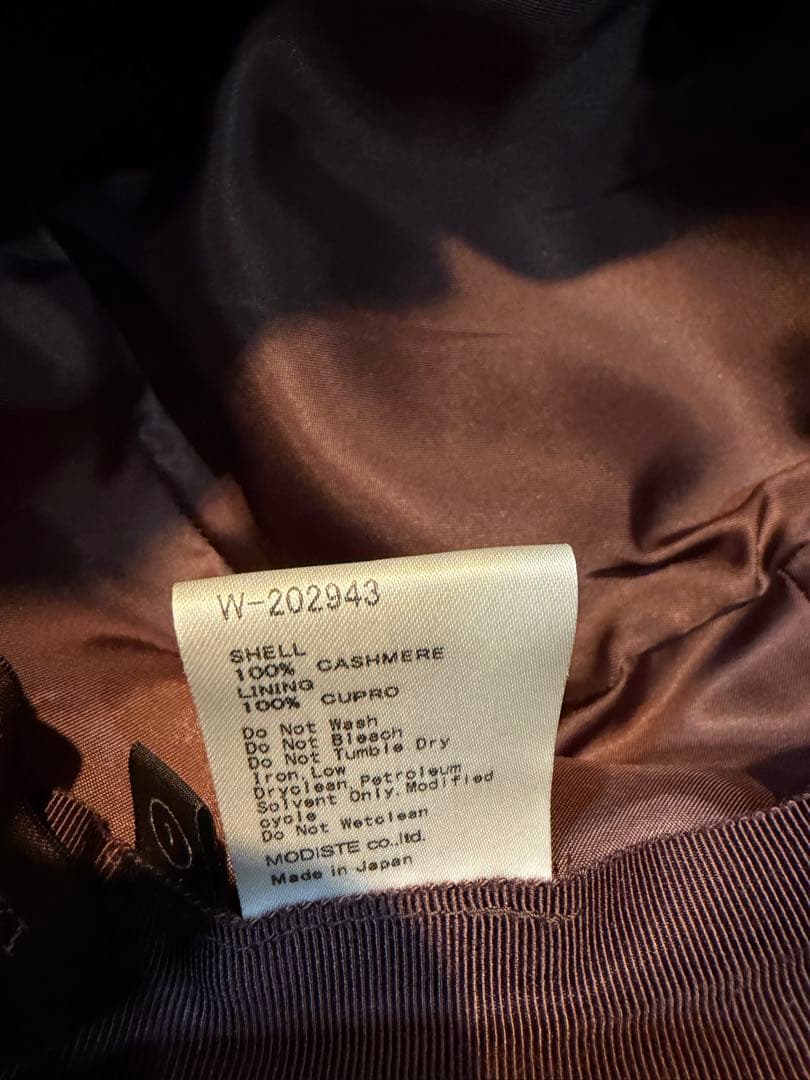 W-202943
SHELL
100% CASHMERE
LINING
100% CUPRO
Do Not Wash
Do Not Bleach
Do Not Tumble Dry
Iron,Low
Dryclean,Petroleum
Solvent Only,Modified
cycle
Do Not Wetclean
MODISTE co.,ltd.
Made in Japan